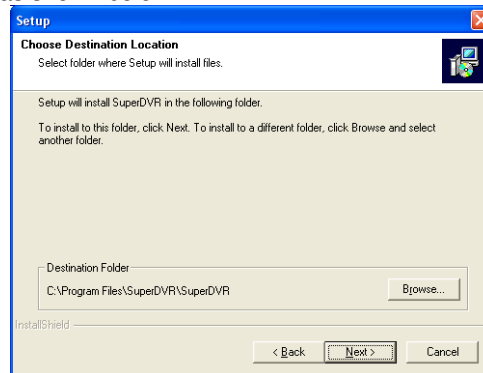 Setup
Choose Destination Location
Select folder where Setup will install files.
Setup will install SuperDVR in the following folder.
To install to this folder, click Next. To install to a different folder, click Browse and select
another folder.
Destination Folder
C:\Program Files\SuperDVR\SuperDVR
Browse...
InstallShield
< Back
Next >
Cancel